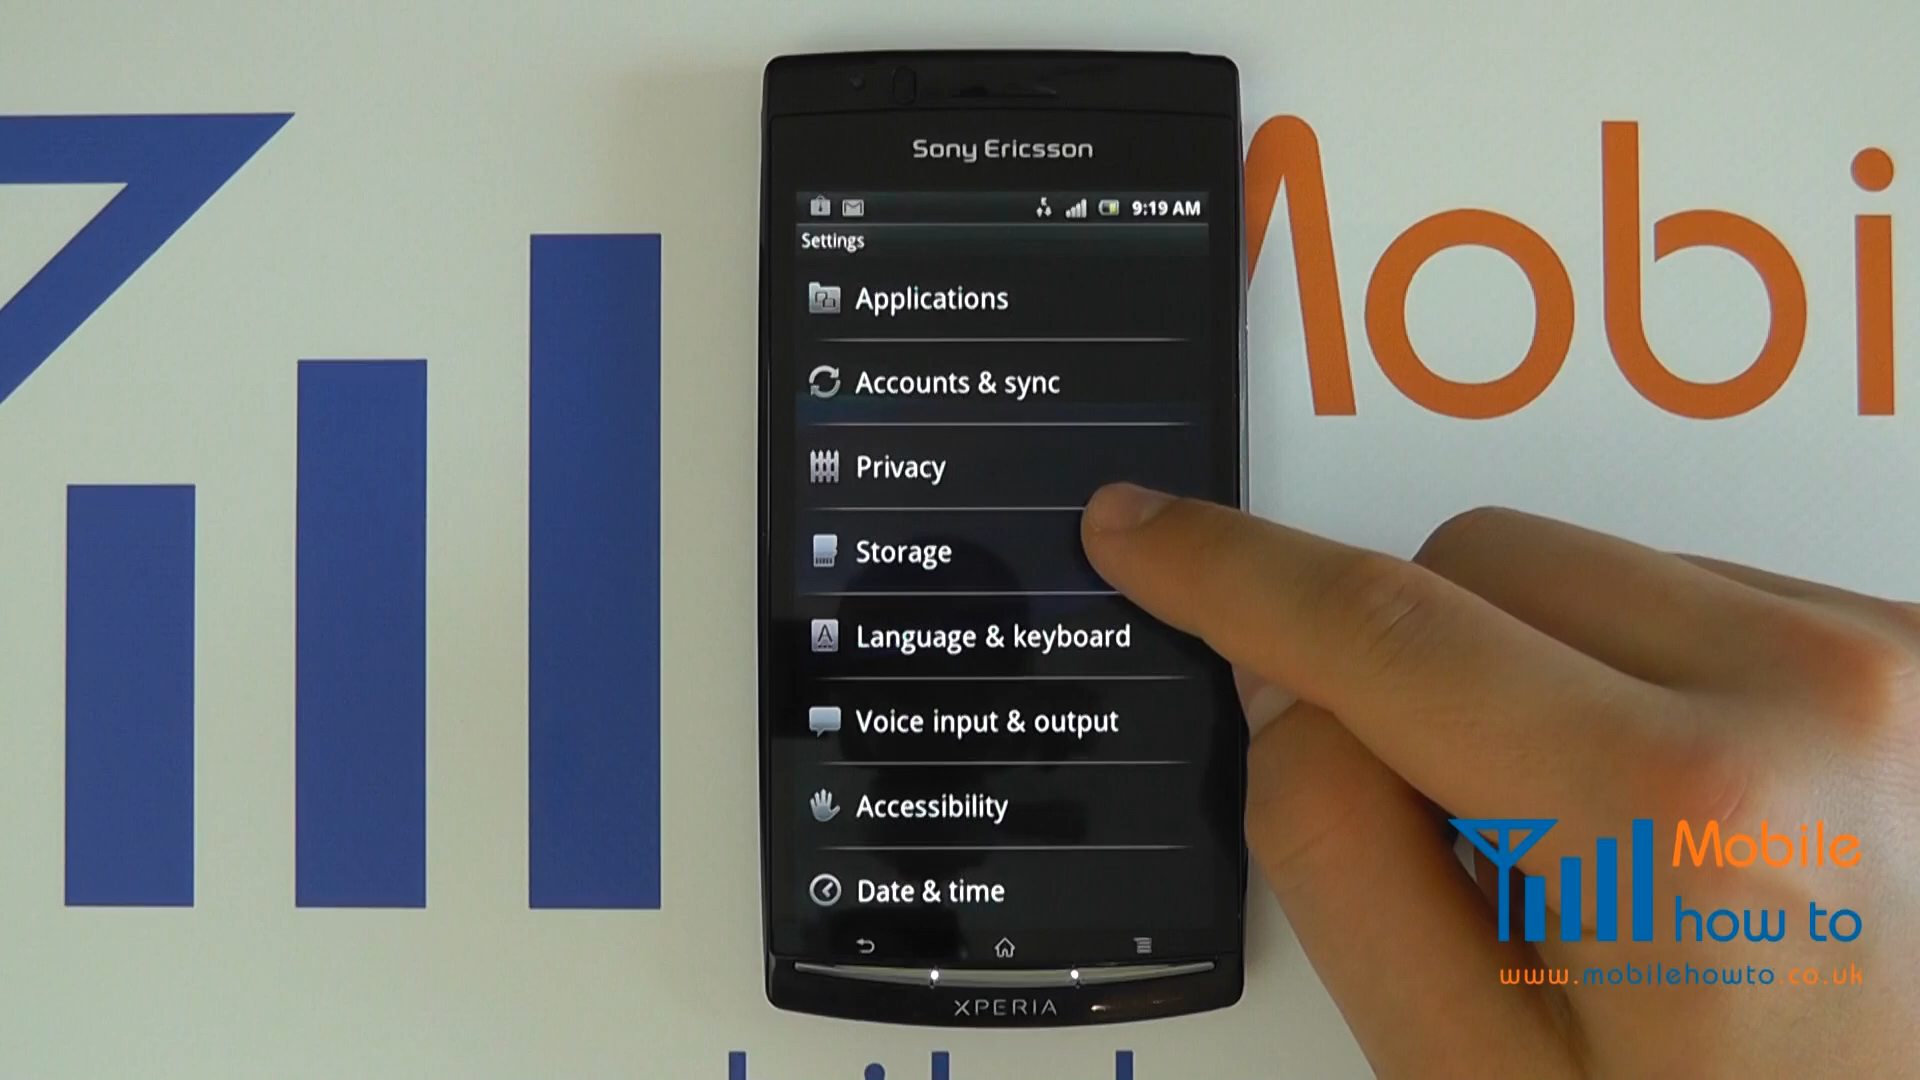 Sony Ericsson
9:19 AM
Settings
Applications
Accounts & sync
Privacy
Storage
Language & keyboard
Voice input & output
Accessibility
Date & time
XPERIA
Mobi
Mobile
how to
www.mobilehowto.co.uk